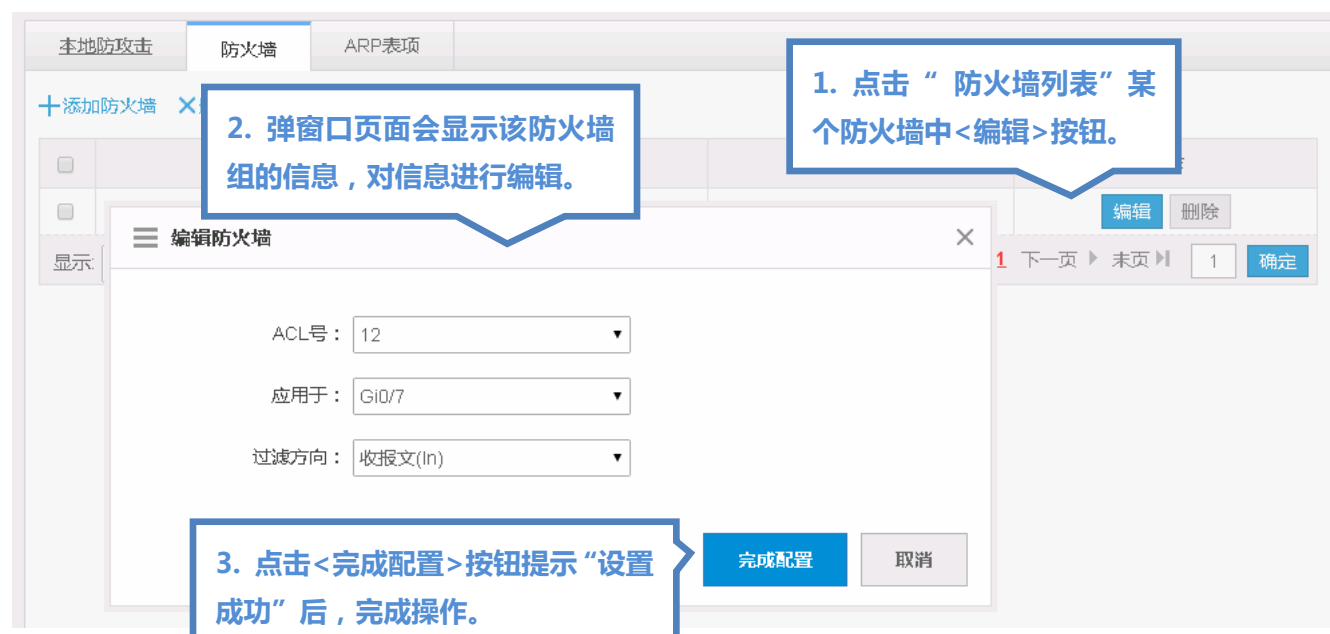 本地防攻击 防火墙 ARP表项
添加防火墙
1. 点击“ 防火墙列表”某
个防火墙中<编辑>按钮。
2. 弹窗口页面会显示该防火墙
组的信息，对信息进行编辑。
编辑 删除
编辑防火墙
显示: 1 下一页 末页 1 确定
ACL号： 12
应用于： Gi0/7
过滤方向： 收报文(In)
3. 点击<完成配置>按钮提示“设置
成功”后，完成操作。
完成配置 取消